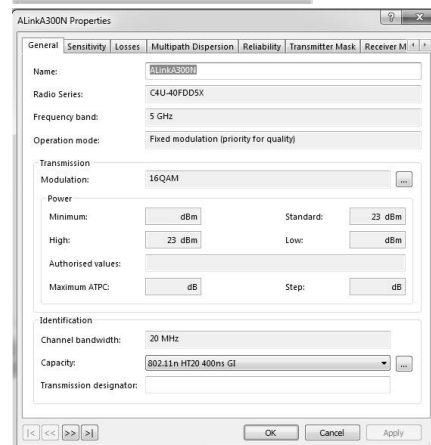 ALinkA300N Properties
General Sensitivity Losses Multipath Dispersion Reliability Transmitter Mask Receiver M
Name: ALinkA300N
Radio Series: C4U-40FDD5X
Frequency band: 5 GHz
Operation mode: Fixed modulation (priority for quality)
Transmission
Modulation: 16QAM ...
Power
Minimum: dBm Standard: 23 dBm
High: 23 dBm Low: dBm
Authorised values:
Maximum ATPC: dB Step: dB
Identification
Channel bandwidth: 20 MHz
Capacity: 802.11n HT20 400ns GI ...
Transmission designator:
|< << >> >| OK Cancel Apply